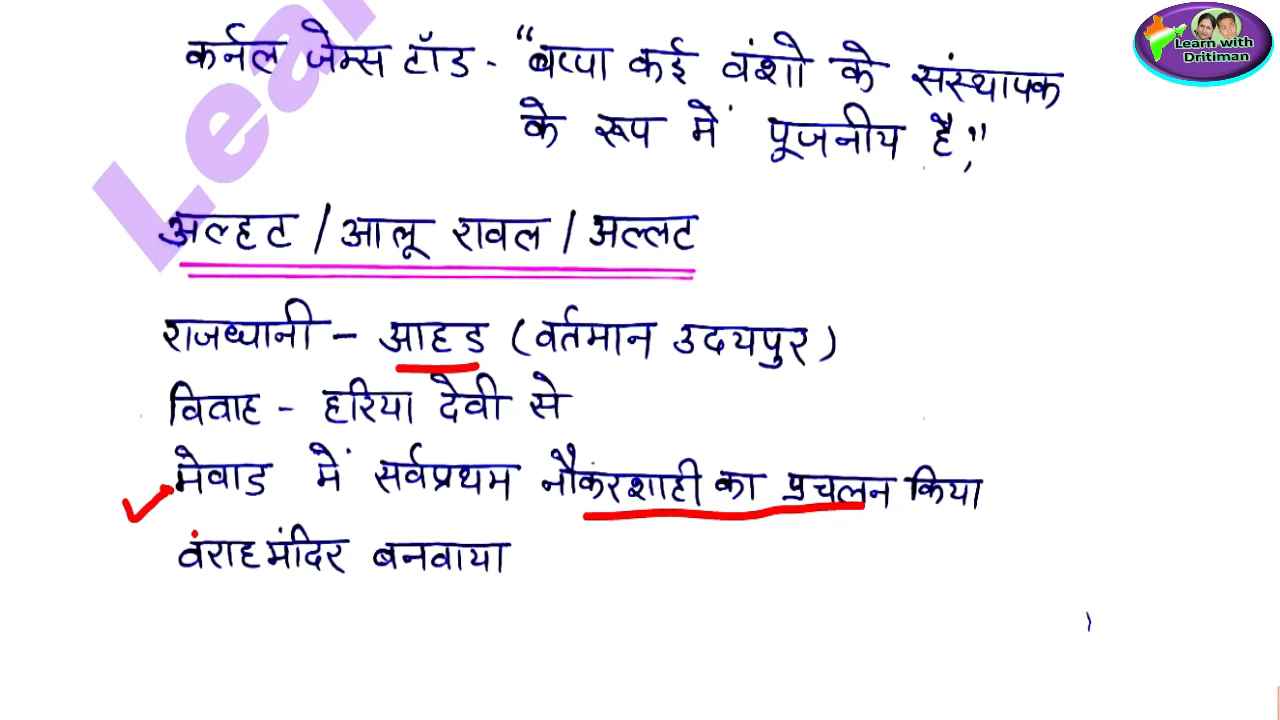 कर्नल जेम्स टॉड - "बप्पा कई वंशो के संस्थापक
के रूप में पूजनीय है,"
अल्हट / आलू रावल / अल्लट
राजधानी - आहड (वर्तमान उदयपुर)
विवाह - हरिया देवी से
मेवाड में सर्वप्रथम नौकरशाही का प्रचलन किया
वंराह मंदिर बनवाया
Learn with
Dritiman
Lear